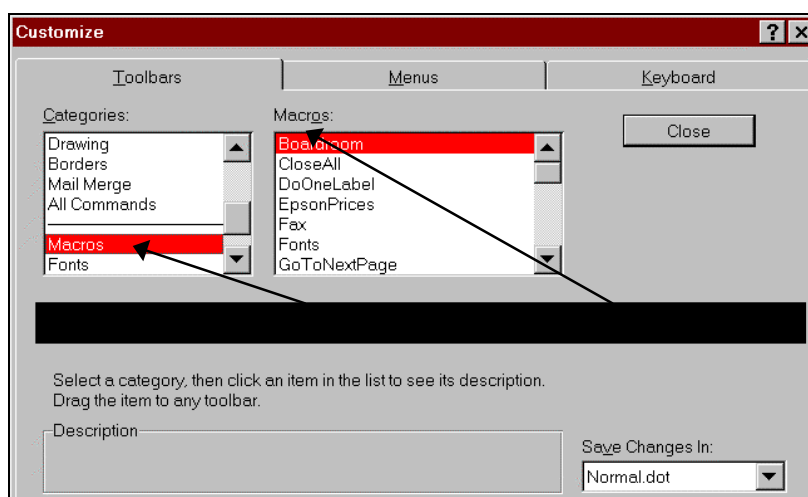 Customize
Toolbars Menus Keyboard
Categories: Macros: Close
Drawing
Borders
Mail Merge
All Commands
Macros
Fonts
Boardroom
CloseAll
DoOneLabel
EpsonPrices
Fax
Fonts
GoToNextPage
Select a category, then click an item in the list to see its description.
Drag the item to any toolbar.
Description
Save Changes In:
Normal.dot